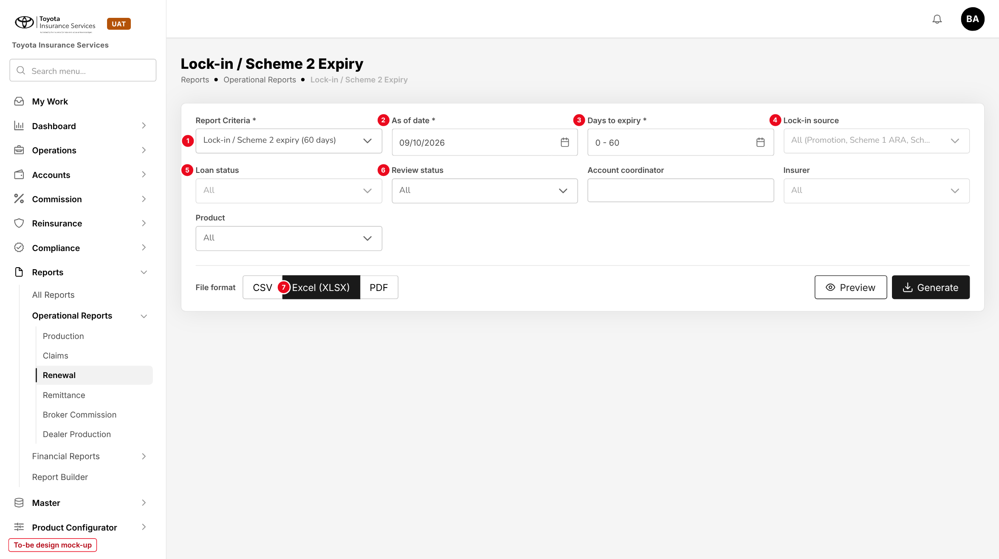 Toyota
Insurance Services
UAT
BA
Toyota Insurance Services
Search menu...
My Work
Dashboard
Operations
Accounts
Commission
Reinsurance
Compliance
Reports
All Reports
Operational Reports
Production
Claims
Renewal
Remittance
Broker Commission
Dealer Production
Financial Reports
Report Builder
Master
Product Configurator
To-be design mock-up
Lock-in / Scheme 2 Expiry
Reports • Operational Reports • Lock-in / Scheme 2 Expiry
Report Criteria *
1 Lock-in / Scheme 2 expiry (60 days)
2 As of date *
09/10/2026
3 Days to expiry *
0 - 60
4 Lock-in source
All (Promotion, Scheme 1 ARA, Sch...
5 Loan status
All
6 Review status
All
Account coordinator
Insurer
All
Product
All
File format
CSV
7 Excel (XLSX)
PDF
Preview
Generate